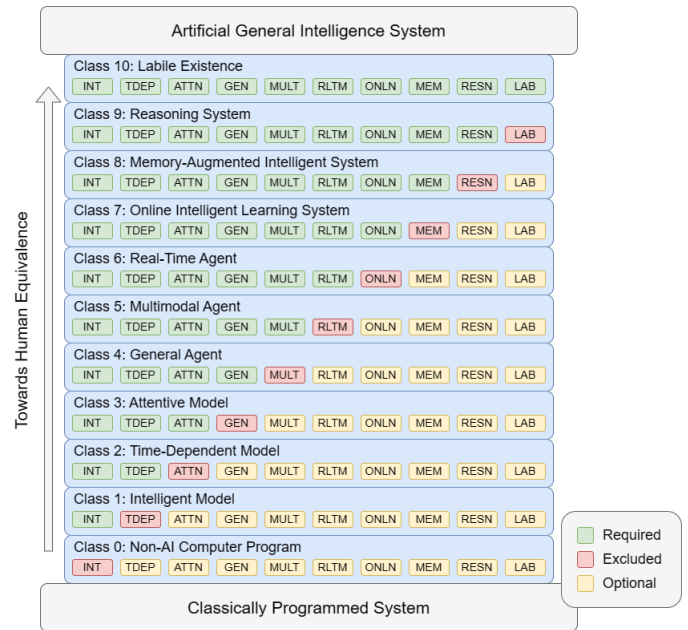 Artificial General Intelligence System
Class 10: Labile Existence
INT TDEP ATTN GEN MULT RLTM ONLN MEM RESN LAB
Class 9: Reasoning System
INT TDEP ATTN GEN MULT RLTM ONLN MEM RESN LAB
Class 8: Memory-Augmented Intelligent System
INT TDEP ATTN GEN MULT RLTM ONLN MEM RESN LAB
Class 7: Online Intelligent Learning System
INT TDEP ATTN GEN MULT RLTM ONLN MEM RESN LAB
Class 6: Real-Time Agent
INT TDEP ATTN GEN MULT RLTM ONLN MEM RESN LAB
Class 5: Multimodal Agent
INT TDEP ATTN GEN MULT RLTM ONLN MEM RESN LAB
Class 4: General Agent
INT TDEP ATTN GEN MULT RLTM ONLN MEM RESN LAB
Class 3: Attentive Model
INT TDEP ATTN GEN MULT RLTM ONLN MEM RESN LAB
Class 2: Time-Dependent Model
INT TDEP ATTN GEN MULT RLTM ONLN MEM RESN LAB
Class 1: Intelligent Model
INT TDEP ATTN GEN MULT RLTM ONLN MEM RESN LAB
Class 0: Non-AI Computer Program
INT TDEP ATTN GEN MULT RLTM ONLN MEM RESN LAB
Classically Programmed System
Towards Human Equivalence
Required
Excluded
Optional